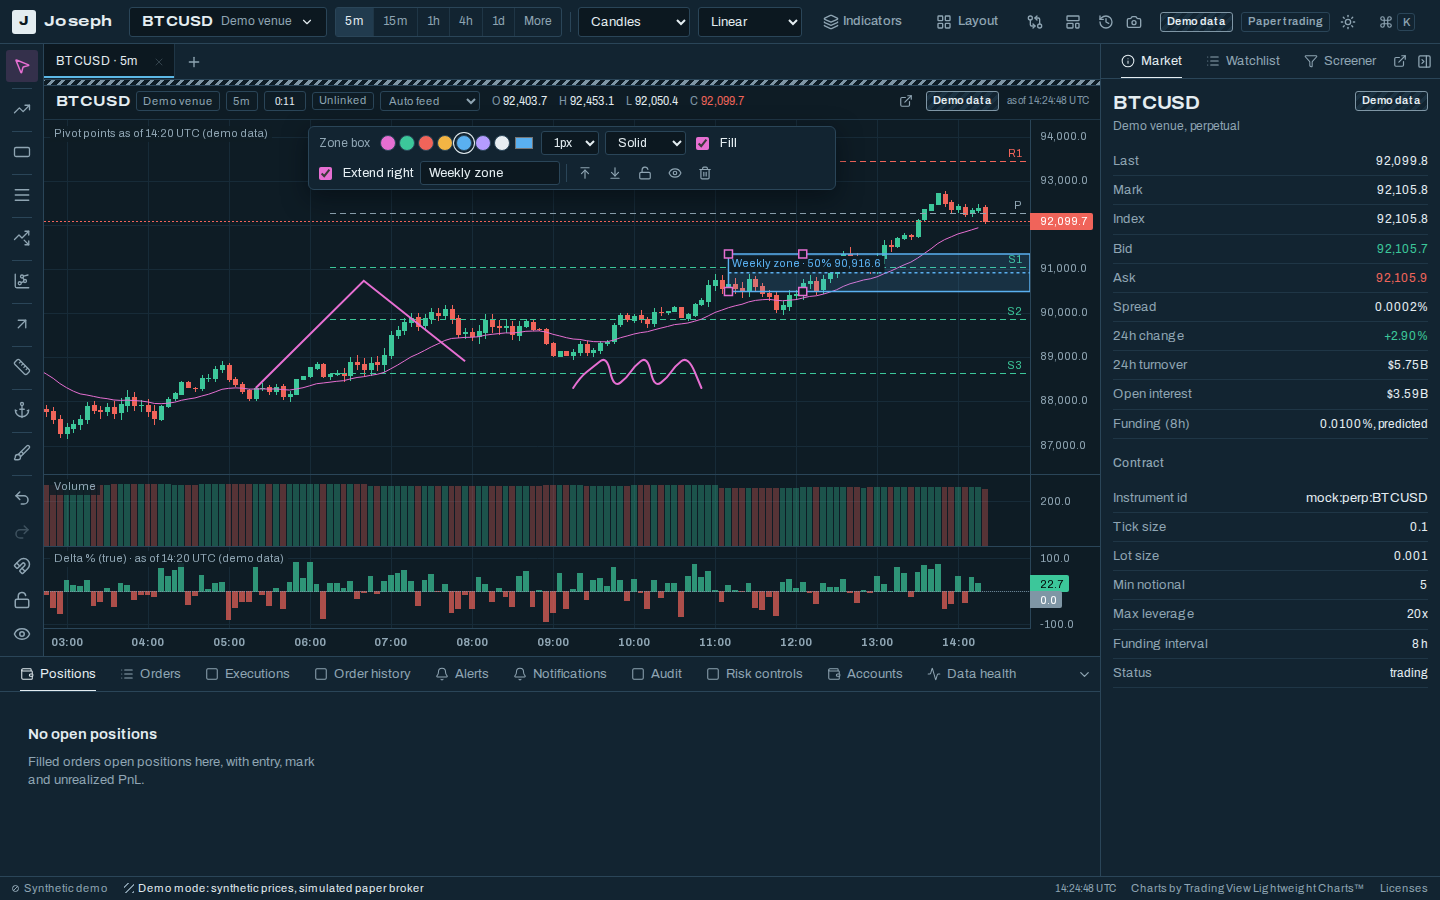 J Joseph BTCUSD Demo venue 5m 15m 1h 4h 1d More Candles Linear Indicators Layout Demo data Paper trading ⌘ K
BTCUSD · 5m × +
Market Watchlist Screener
BTCUSD Demo venue 5m 0:11 Unlinked Auto feed O 92,403.7 H 92,453.1 L 92,050.4 C 92,099.7 Demo data as of 14:24:48 UTC
Pivot points as of 14:20 UTC (demo data)
Zone box 1px Solid Fill
Extend right Weekly zone
R1
P
S1
S2
S3
Weekly zone · 50% 90,916.6
94,000.0
93,000.0
92,099.7
91,000.0
90,000.0
89,000.0
88,000.0
87,000.0
Volume
200.0
Delta % (true) · as of 14:20 UTC (demo data)
100.0
22.7
0.0
-100.0
03:00 04:00 05:00 06:00 07:00 08:00 09:00 10:00 11:00 12:00 13:00 14:00
BTCUSD Demo data
Demo venue, perpetual
Last 92,099.8
Mark 92,105.8
Index 92,105.8
Bid 92,105.7
Ask 92,105.9
Spread 0.0002%
24h change +2.90%
24h turnover $5.75B
Open interest $3.59B
Funding (8h) 0.0100%, predicted
Contract
Instrument id mock:perp:BTCUSD
Tick size 0.1
Lot size 0.001
Min notional 5
Max leverage 20x
Funding interval 8h
Status trading
Positions Orders Executions Order history Alerts Notifications Audit Risk controls Accounts Data health
No open positions
Filled orders open positions here, with entry, mark
and unrealized PnL.
Synthetic demo Demo mode: synthetic prices, simulated paper broker 14:24:48 UTC Charts by TradingView Lightweight Charts™ Licenses